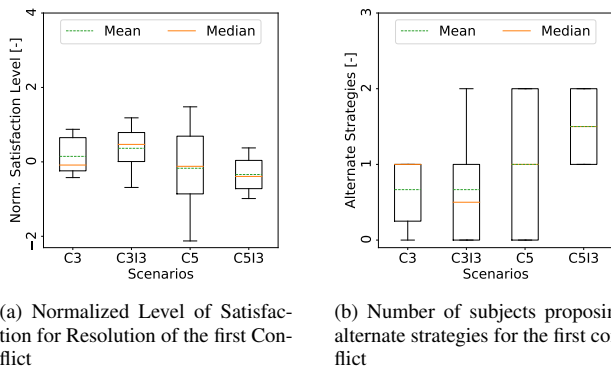 4
2
0
−2
Norm. Satisfaction Level [-]
Mean
Median
C3
C3I3
C5
C5I3
Scenarios
3
2
1
0
Alternate Strategies [-]
Mean
Median
C3
C3I3
C5
C5I3
Scenarios
(a) Normalized Level of Satisfac-
tion for Resolution of the first Con-
flict
(b) Number of subjects proposin
alternate strategies for the first co
flict